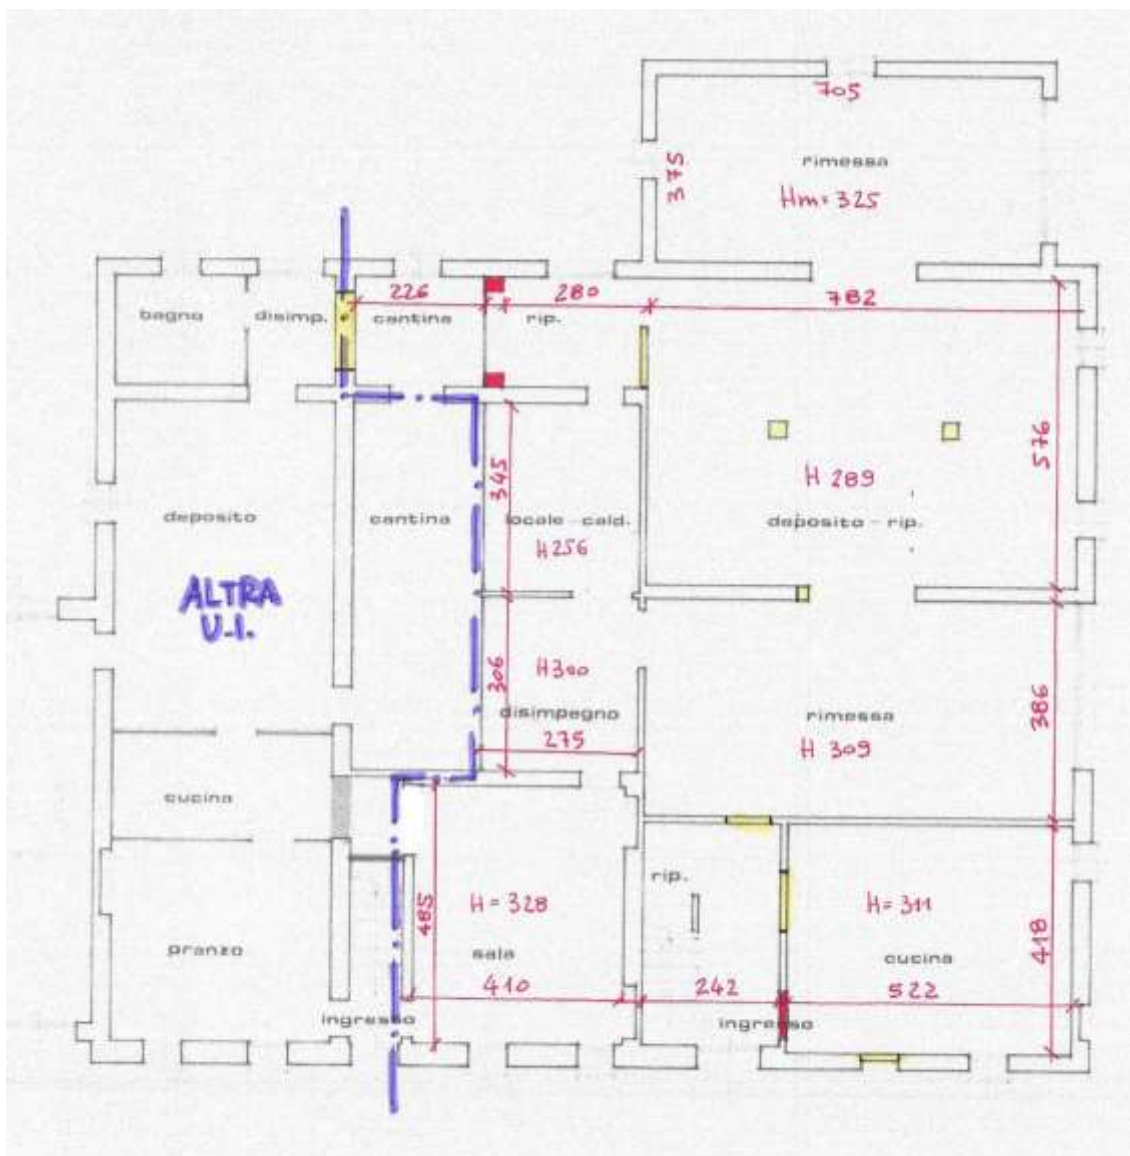 705
375
rimessa
Hm=325
226
280
782
bagno
disimp.
cantina
rip.
576
H 289
345
deposito
cantina
locale - cald.
deposito - rip.
H256
ALTRA
U.I.
306
H300
disimpegno
275
rimessa
H 309
386
cucina
485
rip.
H = 328
H = 311
pranzo
sala
cucina
418
410
242
522
ingresso
ingresso